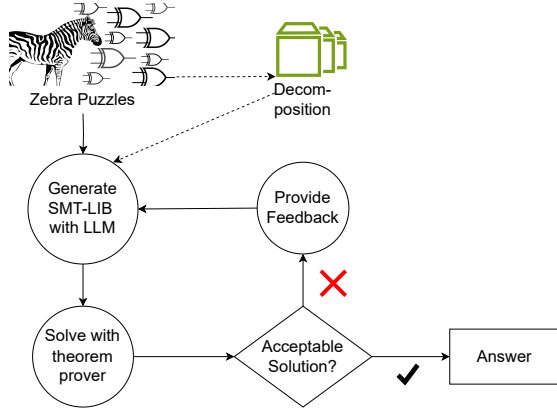 Zebra Puzzles
Decom-
position
Generate
SMT-LIB
with LLM
Provide
Feedback
Solve with
theorem
prover
Acceptable
Solution?
Answer